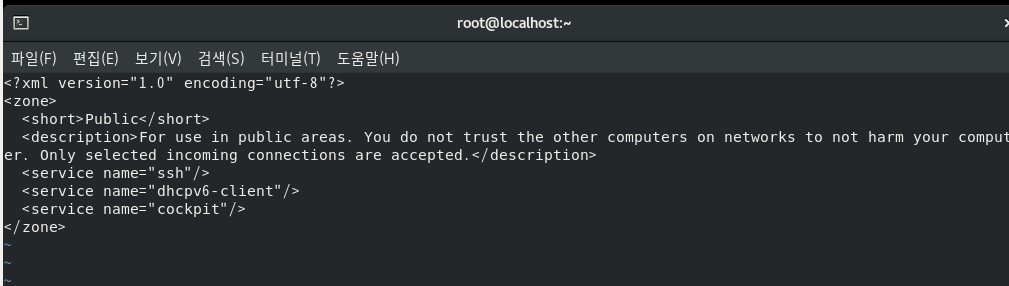 root@localhost:~
파일(F) 편집(E) 보기(V) 검색(S) 터미널(T) 도움말(H)
<?xml version="1.0" encoding="utf-8"?>
<zone>
  <short>Public</short>
  <description>For use in public areas. You do not trust the other computers on networks to not harm your comput
er. Only selected incoming connections are accepted.</description>
  <service name="ssh"/>
  <service name="dhcpv6-client"/>
  <service name="cockpit"/>
</zone>
~
~
~